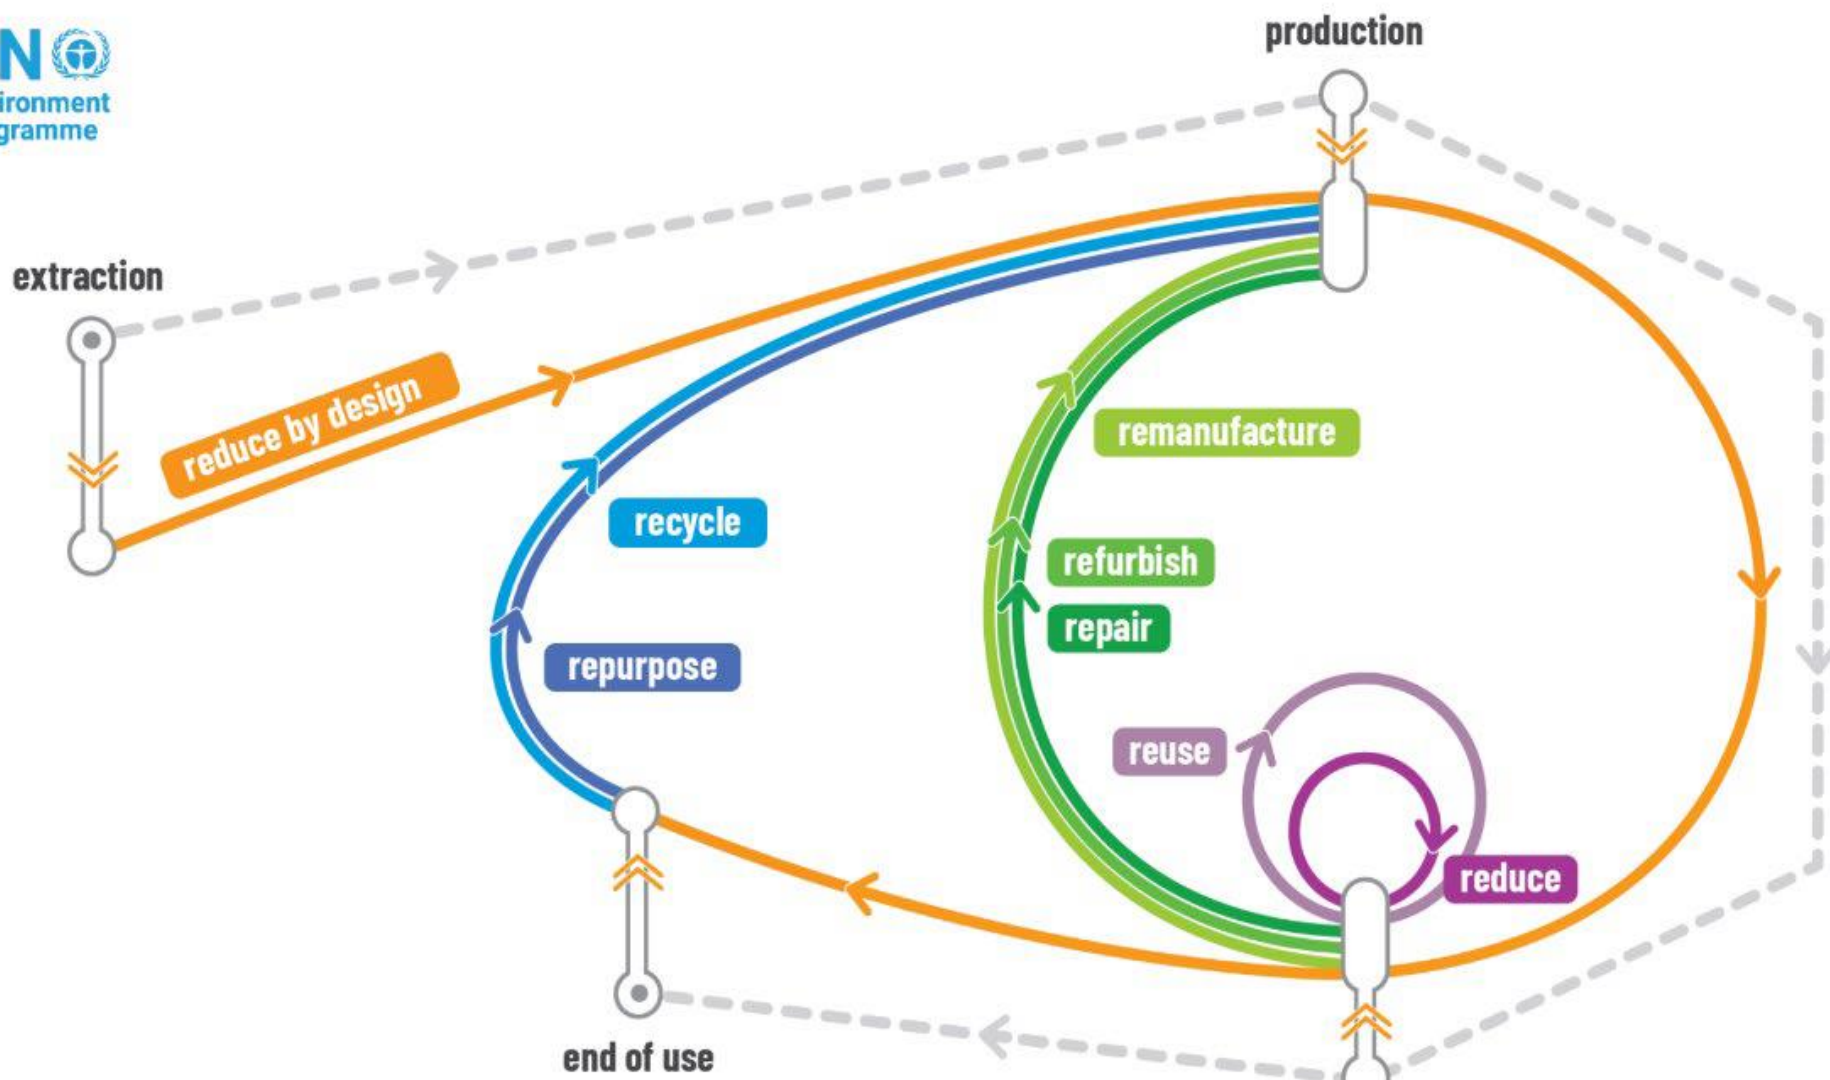 N
ironment
gramme
production
extraction
reduce by design
remanufacture
recycle
refurbish
repair
repurpose
reuse
reduce
end of use